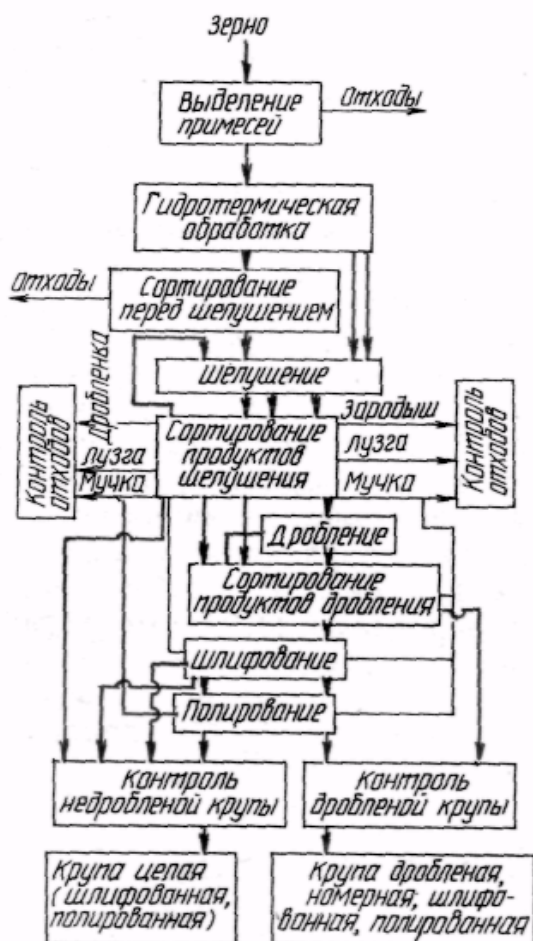 Зерно
Выделение
примесей
Отходы
Гидротермическая
обработка
Отходы
Сортирование
перед шелушением
Шелушение
Дробленка
Контроль
отходов
Лузга
Мучка
Сортирование
продуктов
шелушения
Зародыш
Лузга
Мучка
Контроль
отходов
Дробление
Сортирование
продуктов дробления
Шлифование
Полирование
Контроль
недробленой крупы
Контроль
дробленой крупы
Крупа целая
(шлифованная,
полированная)
Крупа дробленая,
номерная, шлифо-
ванная, полированная